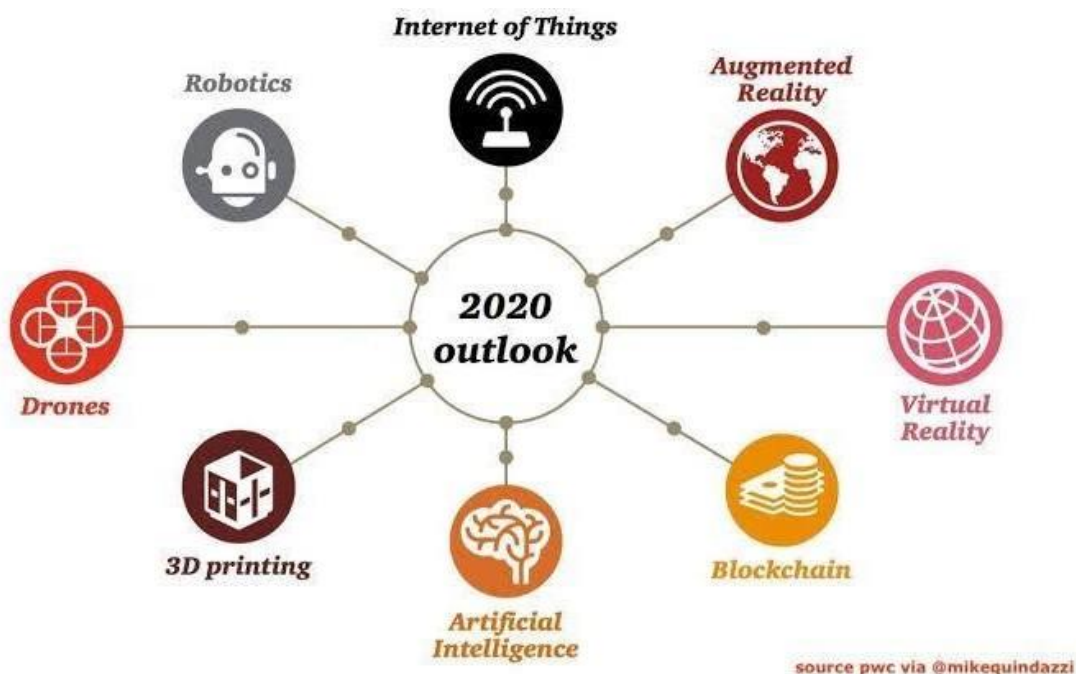 Internet of Things
Augmented
Reality
Robotics
2020
outlook
Drones
Virtual
Reality
3D printing
Blockchain
Artificial
Intelligence
source pwc via @mikequindazzi